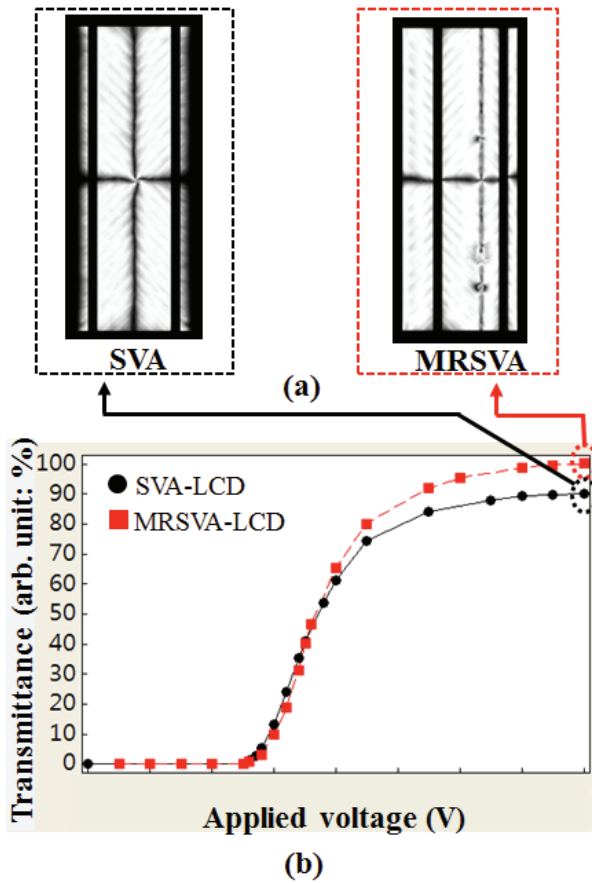 SVA
MRSVA
(a)
Transmittance (arb. unit: %)
100
90
80
70
60
50
40
30
20
10
0
SVA-LCD
MRSVA-LCD
Applied voltage (V)
(b)